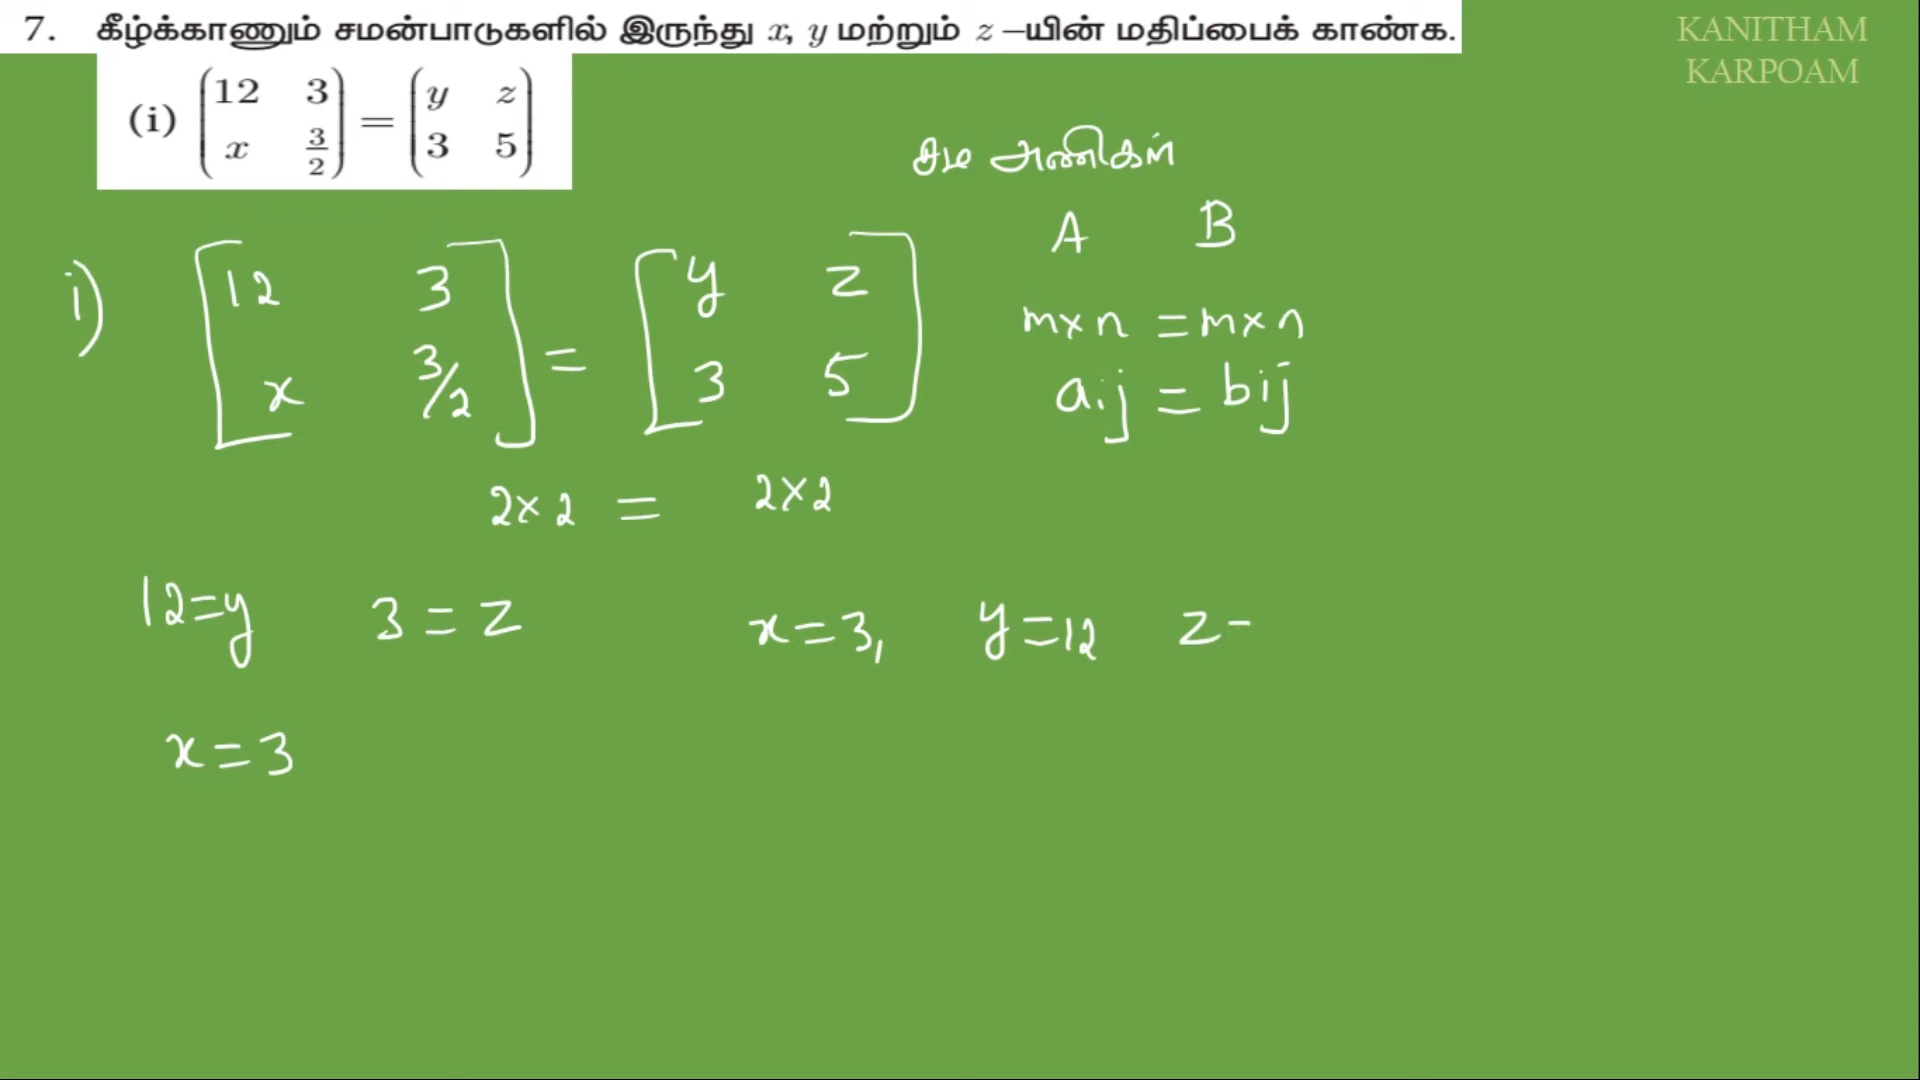 7. கீழ்க்காணும் சமன்பாடுகளில் இருந்து x, y மற்றும் z –யின் மதிப்பைக் காண்க.
KANITHAM
KARPOAM
(i) (12 3 = (y z
x 3/2) 3 5)
சம அணிகள்
A B
m×n = m×n
aij = bij
i) [12 3 = [y z
x 3/2] 3 5]
2×2 = 2×2
12=y 3=z x=3, y=12 z-
x=3